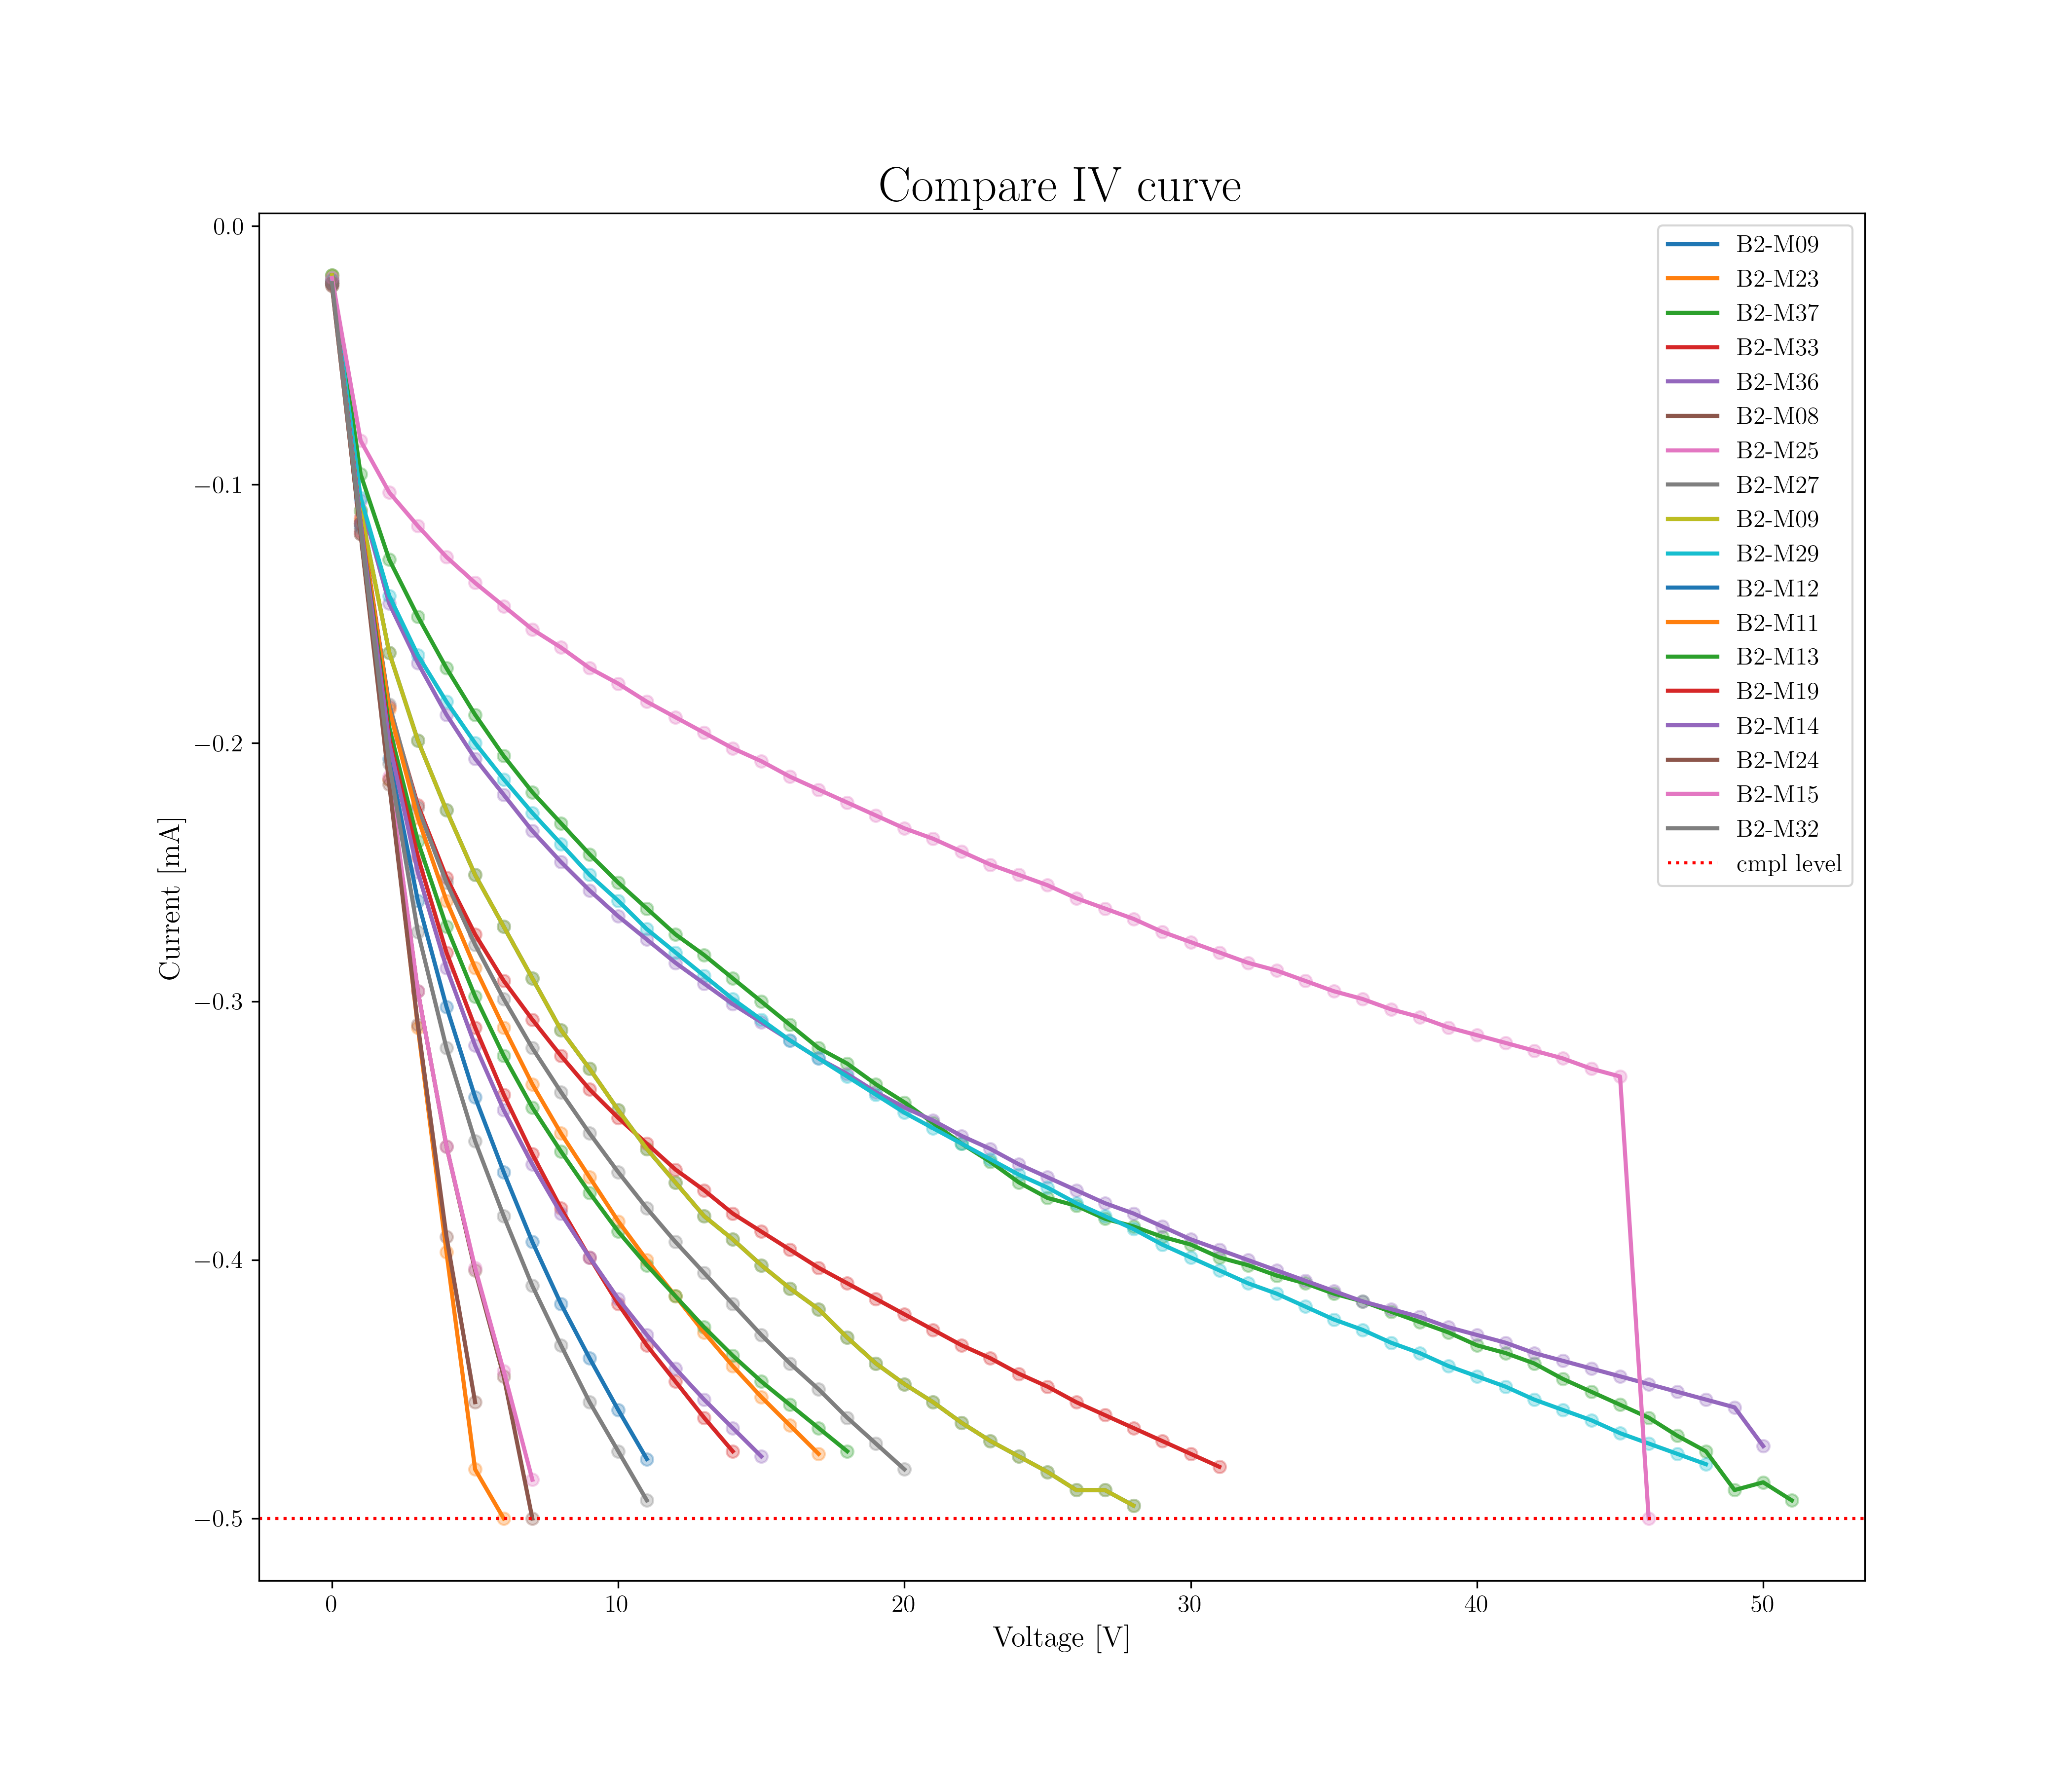 Compare IV curve
0.0
−0.1
−0.2
−0.3
−0.4
−0.5
Current [mA]
0 10 20 30 40 50
Voltage [V]
B2-M09
B2-M23
B2-M37
B2-M33
B2-M36
B2-M08
B2-M25
B2-M27
B2-M09
B2-M29
B2-M12
B2-M11
B2-M13
B2-M19
B2-M14
B2-M24
B2-M15
B2-M32
cmpl level